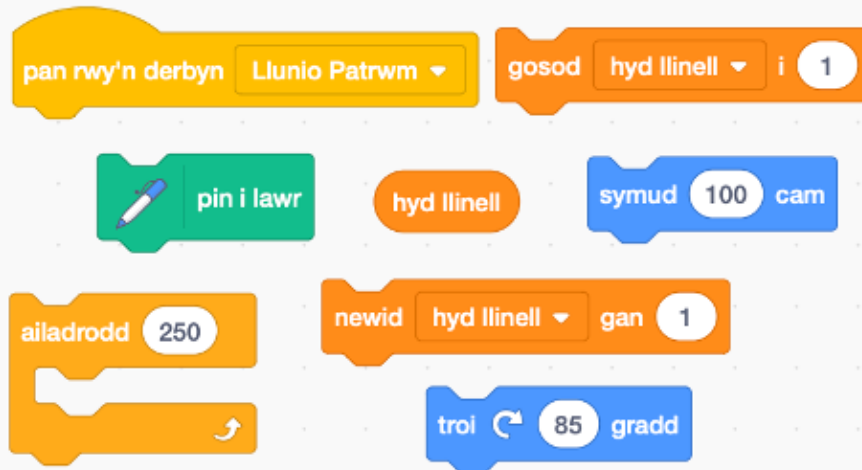 pan rwy'n derbyn Llunio Patrwm
gosod hyd llinell i 1
pin i lawr
hyd llinell
symud 100 cam
ailadrodd 250
newid hyd llinell gan 1
troi 85 gradd